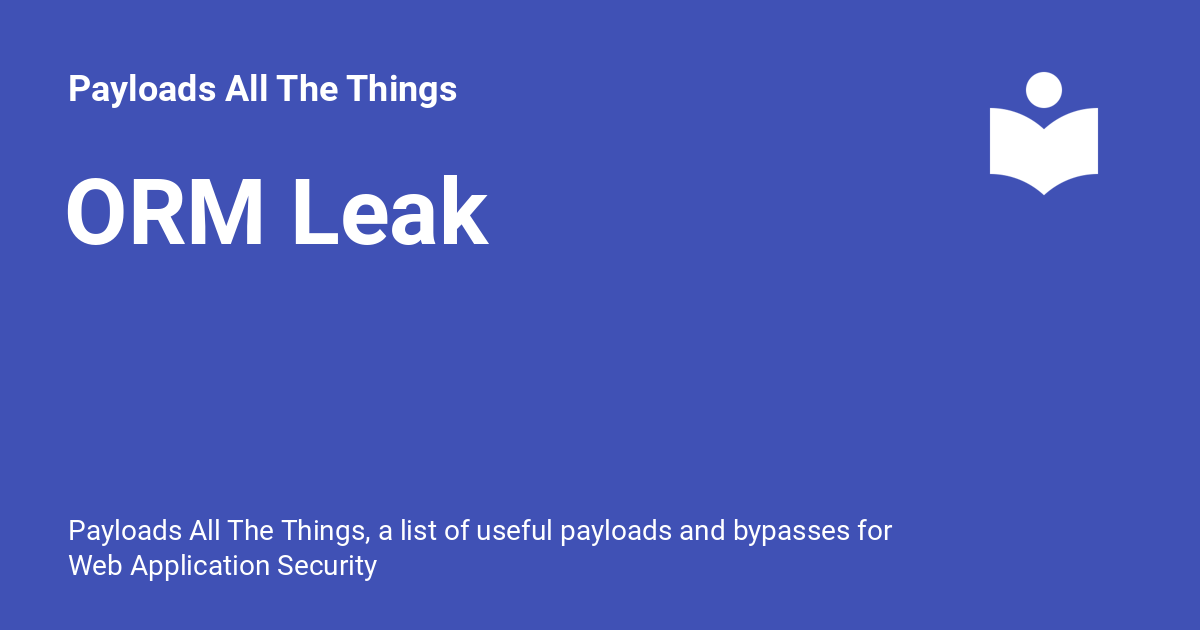 Payloads All The Things
ORM Leak
Payloads All The Things, a list of useful payloads and bypasses for
Web Application Security